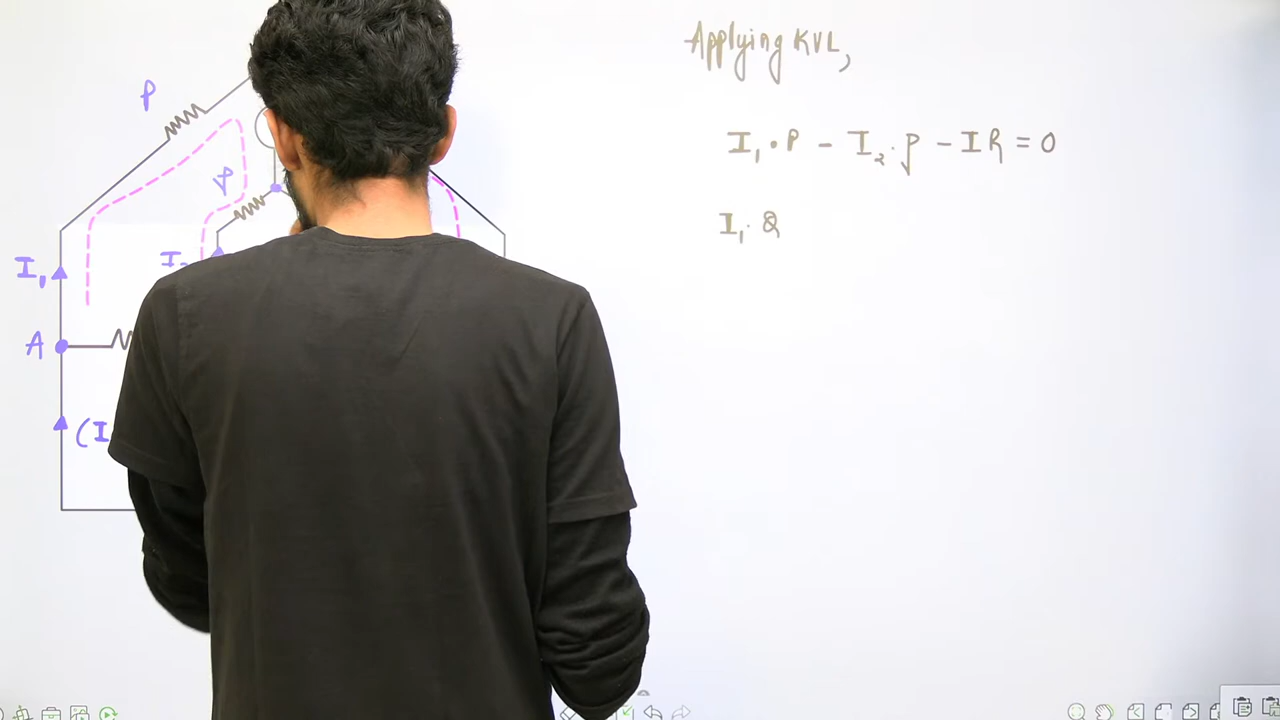 Applying KVL,
P
I₁·P - I₂·p - IR = 0
p
I₁·Q
I₁
I₂
A
(I